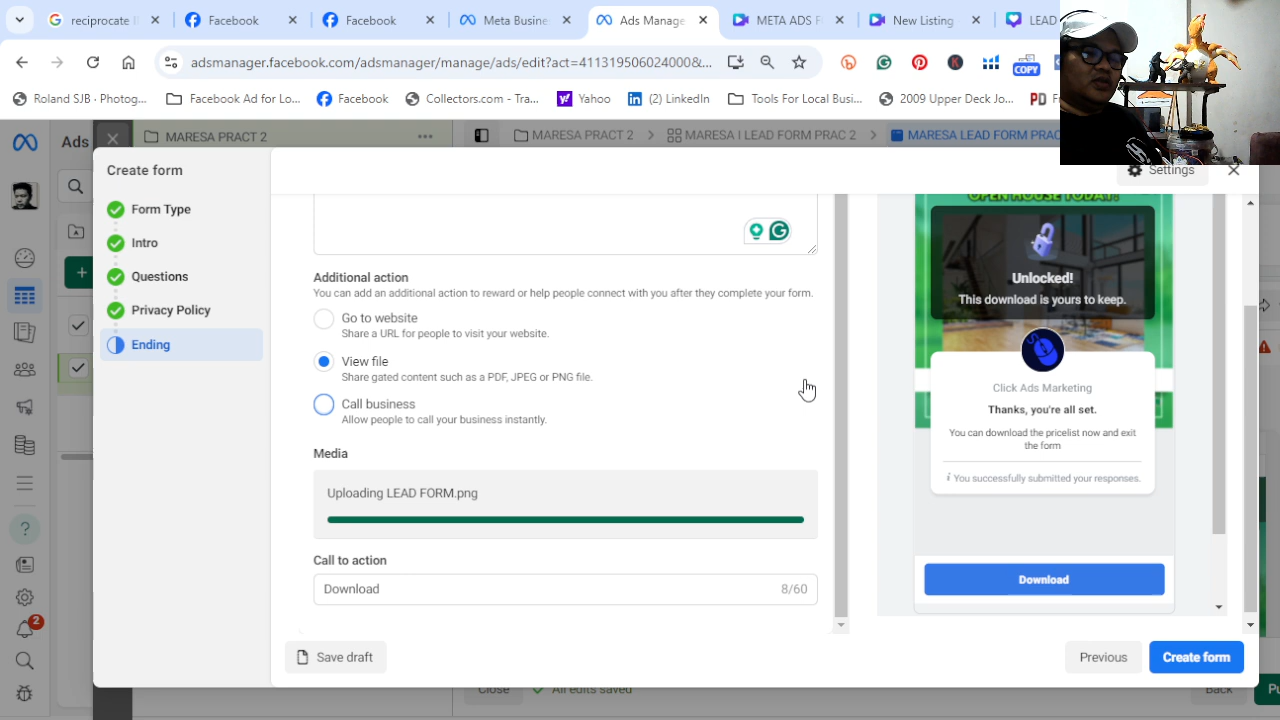 reciprocate
Facebook
Facebook
Meta Busine
Ads Manage
META ADS F
New Listing
LEAD
adsmanager.facebook.com/adsmanager/manage/ads/edit?act=41131950602​4000&...
COPY
Roland SJB - Photog...
Facebook Ad for Lo...
Facebook
Collectors.com - Tra...
Yahoo
(2) LinkedIn
Tools For Local Busi...
2009 Upper Deck Jo...
PD
Ads
MARESA PRACT 2
MARESA PRACT 2
MARESA I LEAD FORM PRAC 2
MARESA LEAD FORM PRAC
Create form
Settings
Form Type
Intro
Questions
Privacy Policy
Ending
Additional action
You can add an additional action to reward or help people connect with you after they complete your form.
Go to website
Share a URL for people to visit your website.
View file
Share gated content such as a PDF, JPEG or PNG file.
Call business
Allow people to call your business instantly.
Media
Uploading LEAD FORM.png
Call to action
Download
8/60
OPEN HOUSE TODAY!
Unlocked!
This download is yours to keep.
Click Ads Marketing
Thanks, you're all set.
You can download the pricelist now and exit
the form
You successfully submitted your responses.
Download
Save draft
Previous
Create form
2
Close
All edits saved
Back